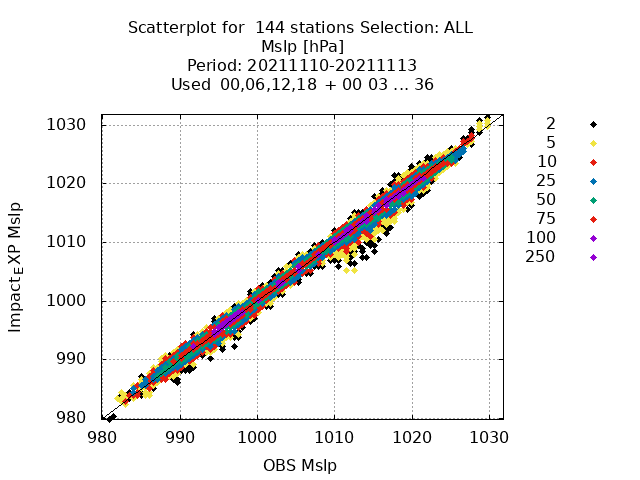 Scatterplot for  144 stations Selection: ALL
Mslp [hPa]
Period: 20211110-20211113
Used  00,06,12,18  + 00 03 ... 36
1030
1020
1010
1000
990
980
980 990 1000 1010 1020 1030
Impact_E XP Mslp
OBS Mslp
2
5
10
25
50
75
100
250